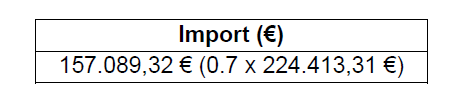 Import (€)
157.089,32 € (0.7 x 224.413,31 €)